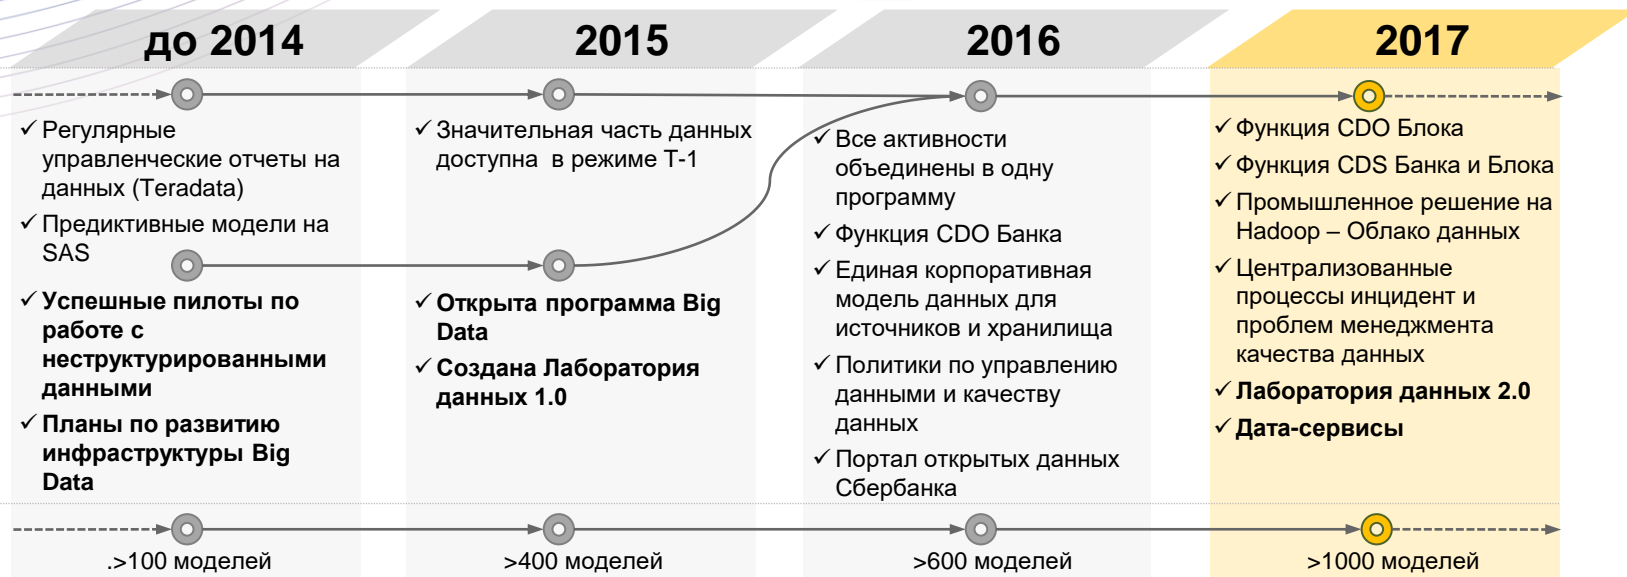 до 2014
Регулярные
управленческие отчеты на
данных (Teradata)
Предиктивные модели на
SAS
Успешные пилоты по
работе с
неструктурированными
данными
Планы по развитию
инфраструктуры Big
Data
.>100 моделей
2015
Значительная часть данных
доступна в режиме Т-1
Открыта программа Big
Data
Создана Лаборатория
данных 1.0
>400 моделей
2016
Все активности
объединены в одну
программу
Функция CDO Банка
Единая корпоративная
модель данных для
источников и хранилища
Политики по управлению
данными и качеству
данных
Портал открытых данных
Сбербанка
>600 моделей
2017
Функция CDO Блока
Функция CDS Банка и Блока
Промышленное решение на
Hadoop – Облако данных
Централизованные
процессы инцидент и
проблем менеджмента
качества данных
Лаборатория данных 2.0
Дата-сервисы
>1000 моделей